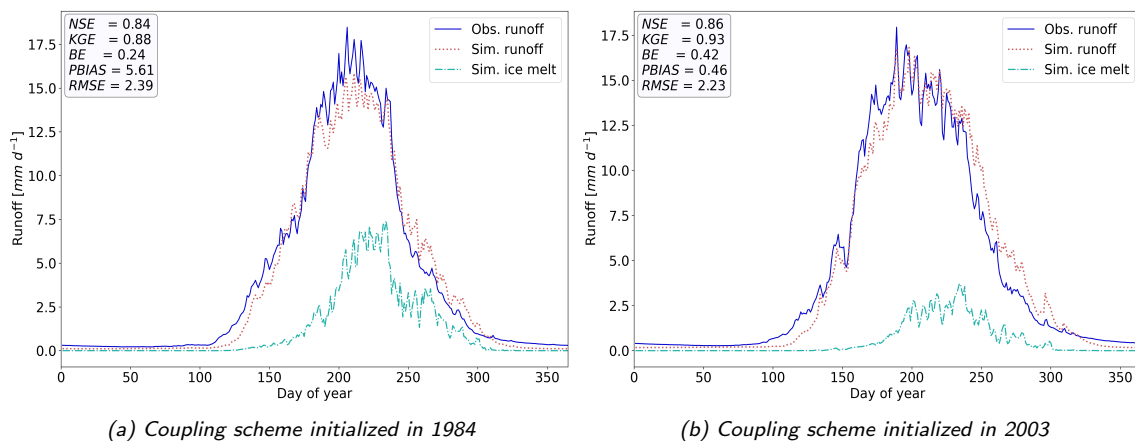 NSE = 0.84
KGE = 0.88
BE = 0.24
PBIAS = 5.61
RMSE = 2.39
Obs. runoff
Sim. runoff
Sim. ice melt
Runoff [mm d⁻¹]
17.5
15.0
12.5
10.0
7.5
5.0
2.5
0.0
0 50 100 150 200 250 300 350
Day of year
(a) Coupling scheme initialized in 1984
NSE = 0.86
KGE = 0.93
BE = 0.42
PBIAS = 0.46
RMSE = 2.23
Obs. runoff
Sim. runoff
Sim. ice melt
Runoff [mm d⁻¹]
17.5
15.0
12.5
10.0
7.5
5.0
2.5
0.0
0 50 100 150 200 250 300 350
Day of year
(b) Coupling scheme initialized in 2003